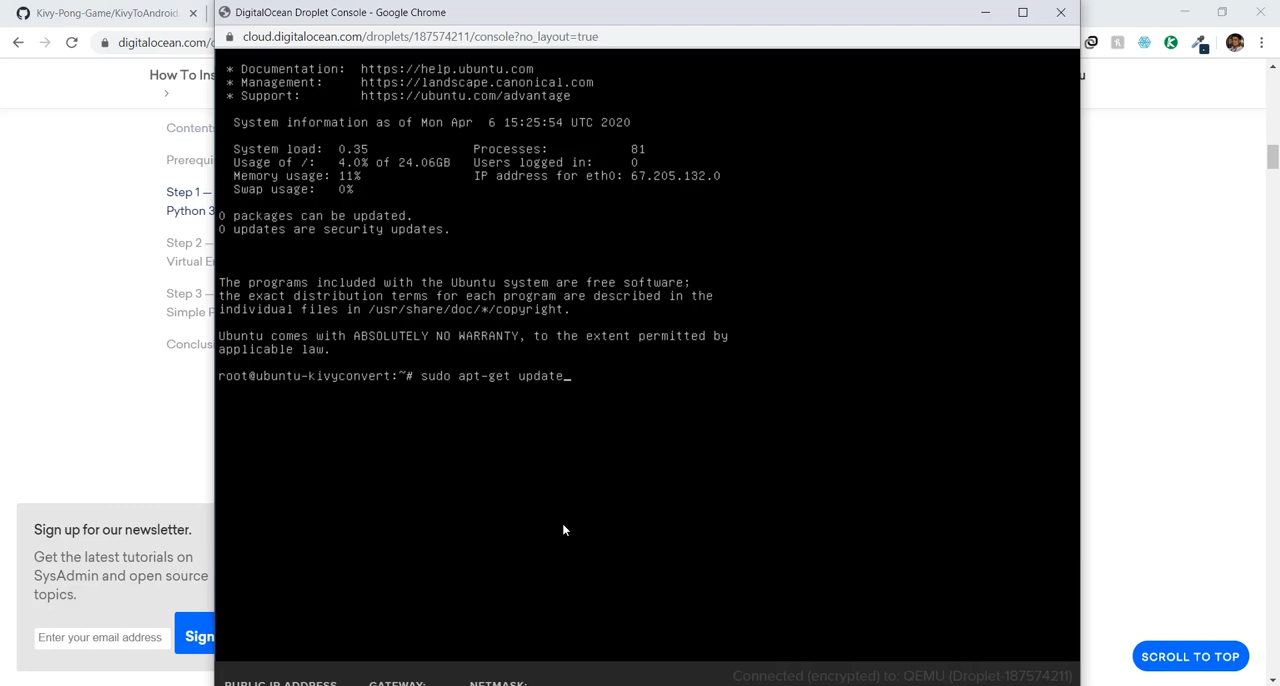 Kivy-Pong-Game/KivyToAndroid
DigitalOcean Droplet Console - Google Chrome
digitalocean.com/c
cloud.digitalocean.com/droplets/187574211/console?no_layout=true
How To Ins
u
Contents
Prerequi
Step 1 —
Python 3
Step 2 —
Virtual E
Step 3 —
Simple P
Conclus
* Documentation:  https://help.ubuntu.com
* Management:     https://landscape.canonical.com
* Support:        https://ubuntu.com/advantage
System information as of Mon Apr  6 15:25:54 UTC 2020
System load:  0.35              Processes:           81
Usage of /:   4.0% of 24.06GB   Users logged in:     0
Memory usage: 11%               IP address for eth0: 67.205.132.0
Swap usage:   0%
0 packages can be updated.
0 updates are security updates.
The programs included with the Ubuntu system are free software;
the exact distribution terms for each program are described in the
individual files in /usr/share/doc/*/copyright.
Ubuntu comes with ABSOLUTELY NO WARRANTY, to the extent permitted by
applicable law.
root@ubuntu-kivyconvert:~# sudo apt-get update_
Sign up for our newsletter.
Get the latest tutorials on
SysAdmin and open source
topics.
Enter your email address
Sign
SCROLL TO TOP
Connected (encrypted) to: QEMU (Droplet-187574211)
PUBLIC IP ADDRESS GATEWAY: NETMASK: